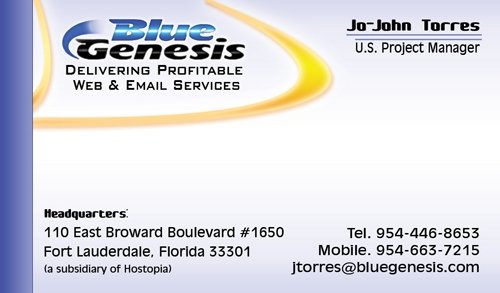 Blue
Genesis
Delivering Profitable
Web & Email Services
Jo-John Torres
U.S. Project Manager
Headquarters:
110 East Broward Boulevard #1650
Fort Lauderdale, Florida 33301
(a subsidiary of Hostopia)
Tel. 954-446-8653
Mobile. 954-663-7215
jtorres@bluegenesis.com